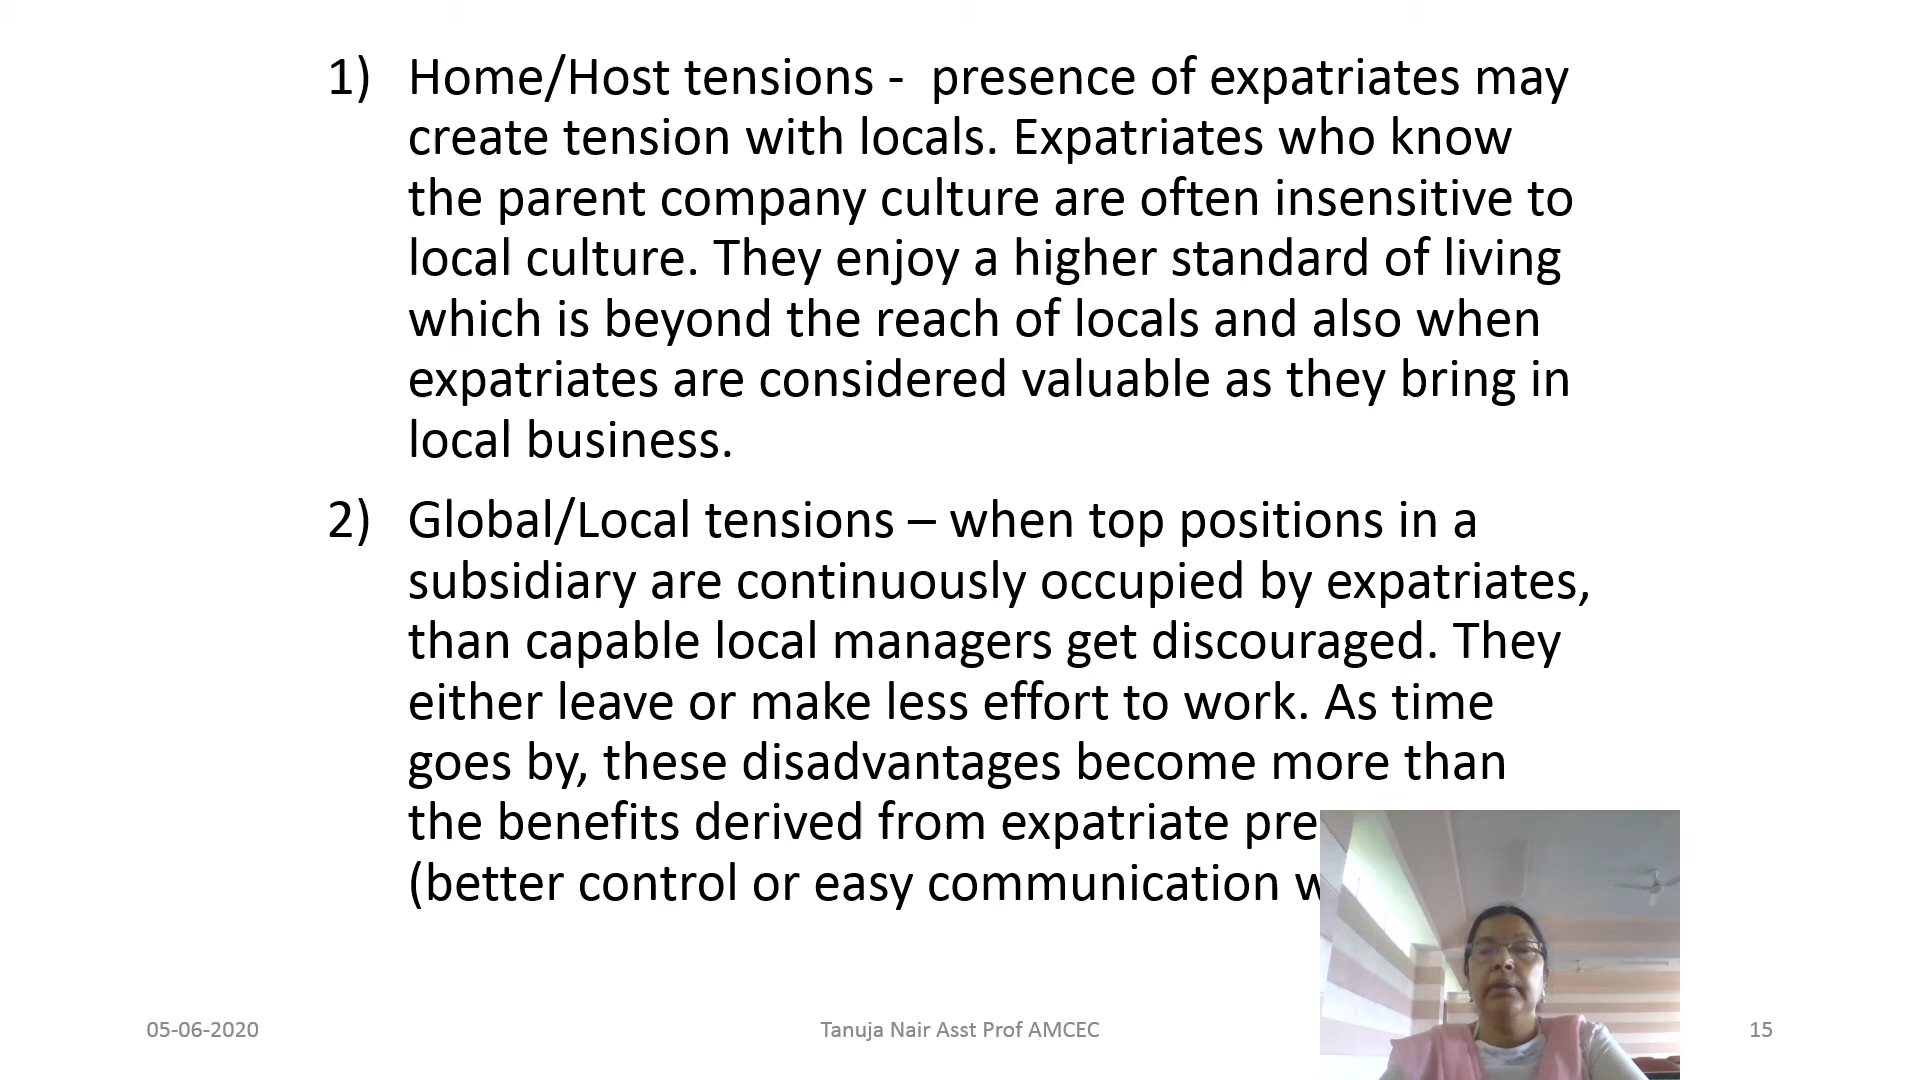 1) Home/Host tensions - presence of expatriates may
create tension with locals. Expatriates who know
the parent company culture are often insensitive to
local culture. They enjoy a higher standard of living
which is beyond the reach of locals and also when
expatriates are considered valuable as they bring in
local business.
2) Global/Local tensions – when top positions in a
subsidiary are continuously occupied by expatriates,
than capable local managers get discouraged. They
either leave or make less effort to work. As time
goes by, these disadvantages become more than
the benefits derived from expatriate
(better control or easy communication
05-06-2020
Tanuja Nair Asst Prof AMCEC
15